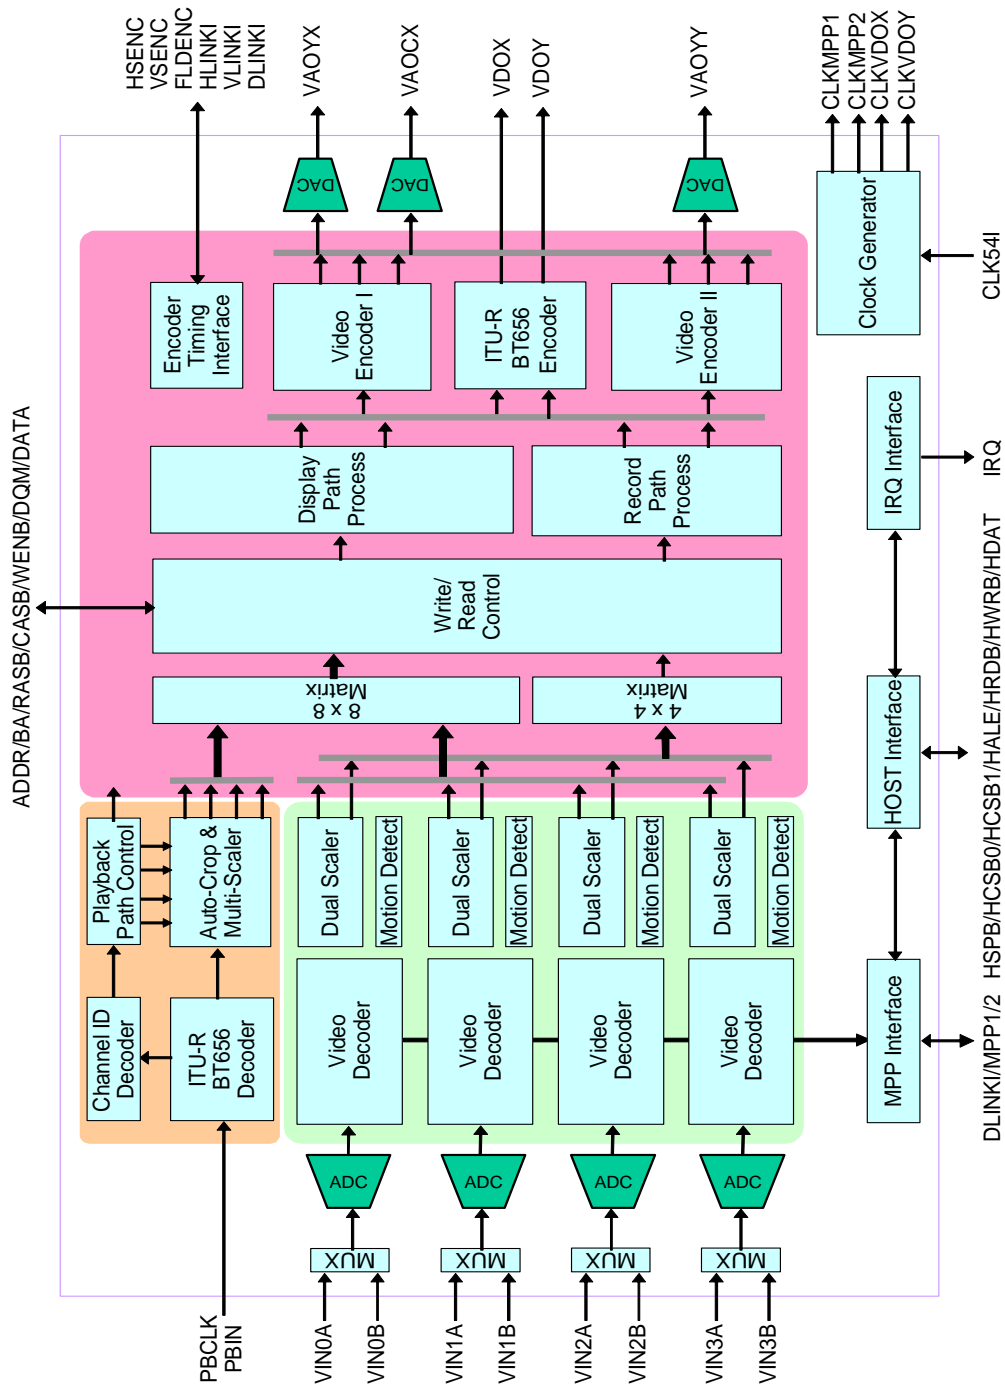 HSENC
VSENC
FLDENC
HLINKI
VLINKI
DLINKI
VAOYX
VAOCX
VDOX
VDOY
VAOYY
CLKMPP1
CLKMPP2
CLKVDOX
CLKVDOY
DAC
DAC
DAC
Encoder
Timing
Interface
Video
Encoder I
ITU-R
BT656
Encoder
Video
Encoder II
Clock Generator
CLK54I
Display
Path
Process
Record
Path
Process
IRQ Interface
IRQ
ADDR/BA/RASB/CASB/WENB/DQM/DATA
Write/
Read
Control
8 x 8
Matrix
4 x 4
Matrix
HOST Interface
HSPB/HCSB0/HCSB1/HALE/HRDB/HWRB/HDAT
Playback
Path Control
Auto-Crop &
Multi-Scaler
Dual Scaler
Motion Detect
Dual Scaler
Motion Detect
Dual Scaler
Motion Detect
Dual Scaler
Motion Detect
Channel ID
Decoder
ITU-R
BT656
Decoder
Video
Decoder
Video
Decoder
Video
Decoder
Video
Decoder
MPP Interface
DLINKI/MPP1/2
ADC
ADC
ADC
ADC
MUX
MUX
MUX
MUX
PBCLK
PBIN
VIN0A
VIN0B
VIN1A
VIN1B
VIN2A
VIN2B
VIN3A
VIN3B